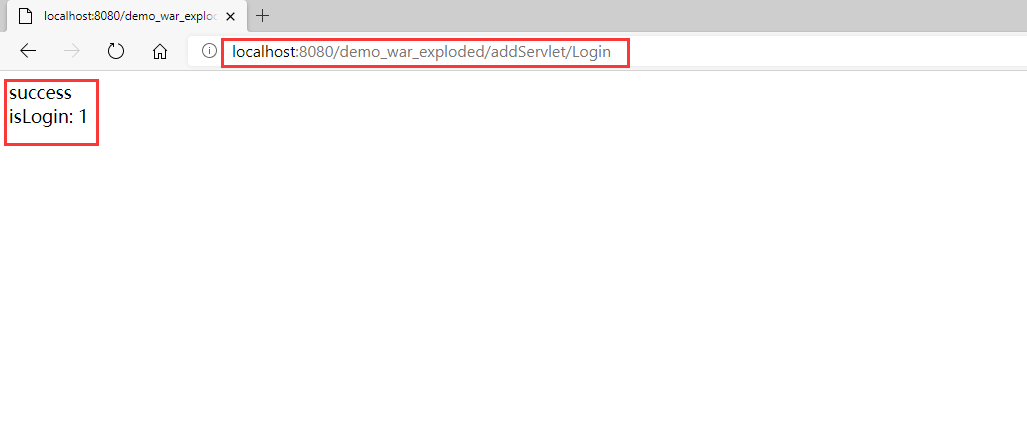 localhost:8080/demo_war_explod
localhost:8080/demo_war_exploded/addServlet/Login
success
isLogin: 1